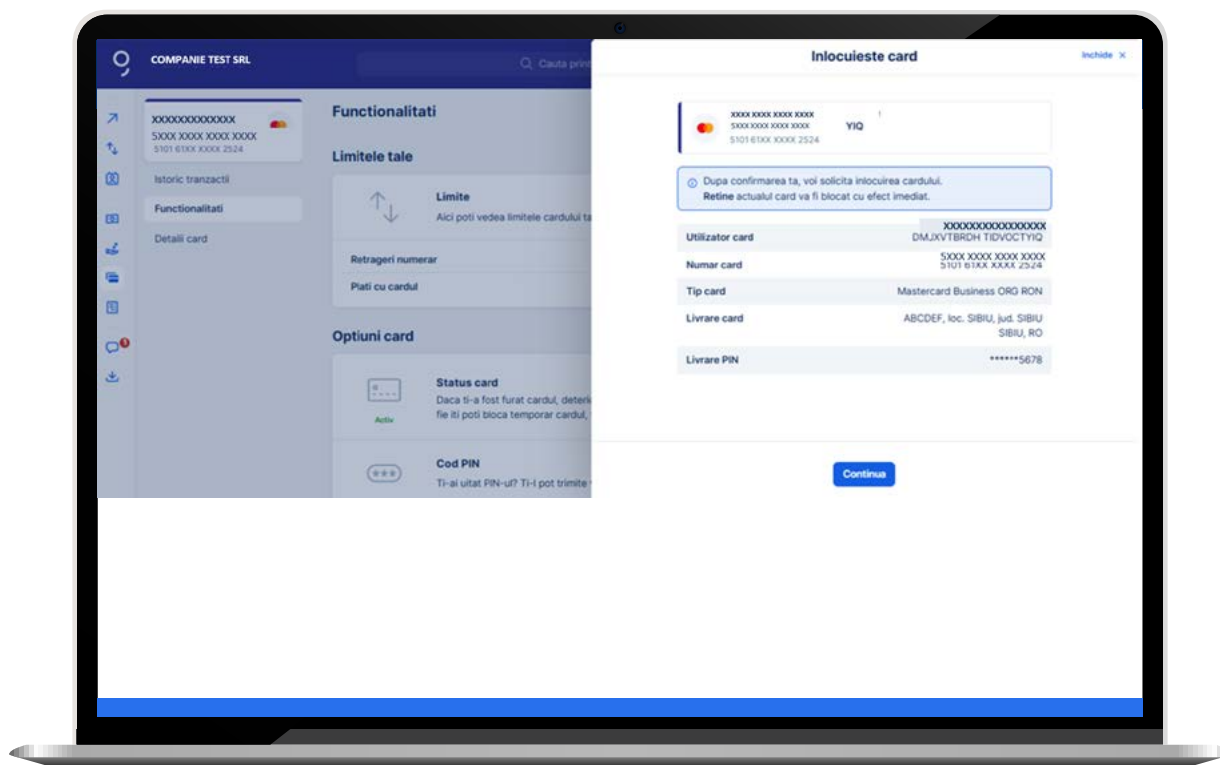 COMPANIE TEST SRL
Cauta prin
XXXXXXXXXXXXX
5XXX XXXX XXXX XXXX
5101 61XX XXXX 2524
Istoric tranzactii
Functionalitati
Detalii card
Functionalitati
Limitele tale
Limite
Aici poti vedea limitele cardului ta
Retrageri numerar
Plati cu cardul
Optiuni card
Status card
Daca ti-a fost furat cardul, deteri
fie iti poti bloca temporar cardul,
Activ
Cod PIN
Ti-ai uitat PIN-ul? Ti-l pot trimite
Inlocuieste card
Inchide ×
XXXX XXXX XXXX XXXX
5XXX XXXX XXXX XXXX YIQ
5101 61XX XXXX 2524
Dupa confirmarea ta, voi solicita inlocuirea cardului.
Retine actualul card va fi blocat cu efect imediat.
XXXXXXXXXXXXXXXXX
Utilizator card DMJXVTBRDH TIDVOCTYIQ
5XXX XXXX XXXX XXXX
Numar card 5101 61XX XXXX 2524
Tip card Mastercard Business ORG RON
Livrare card ABCDEF, loc. SIBIU, jud. SIBIU
SIBIU, RO
Livrare PIN ******5678
Continua